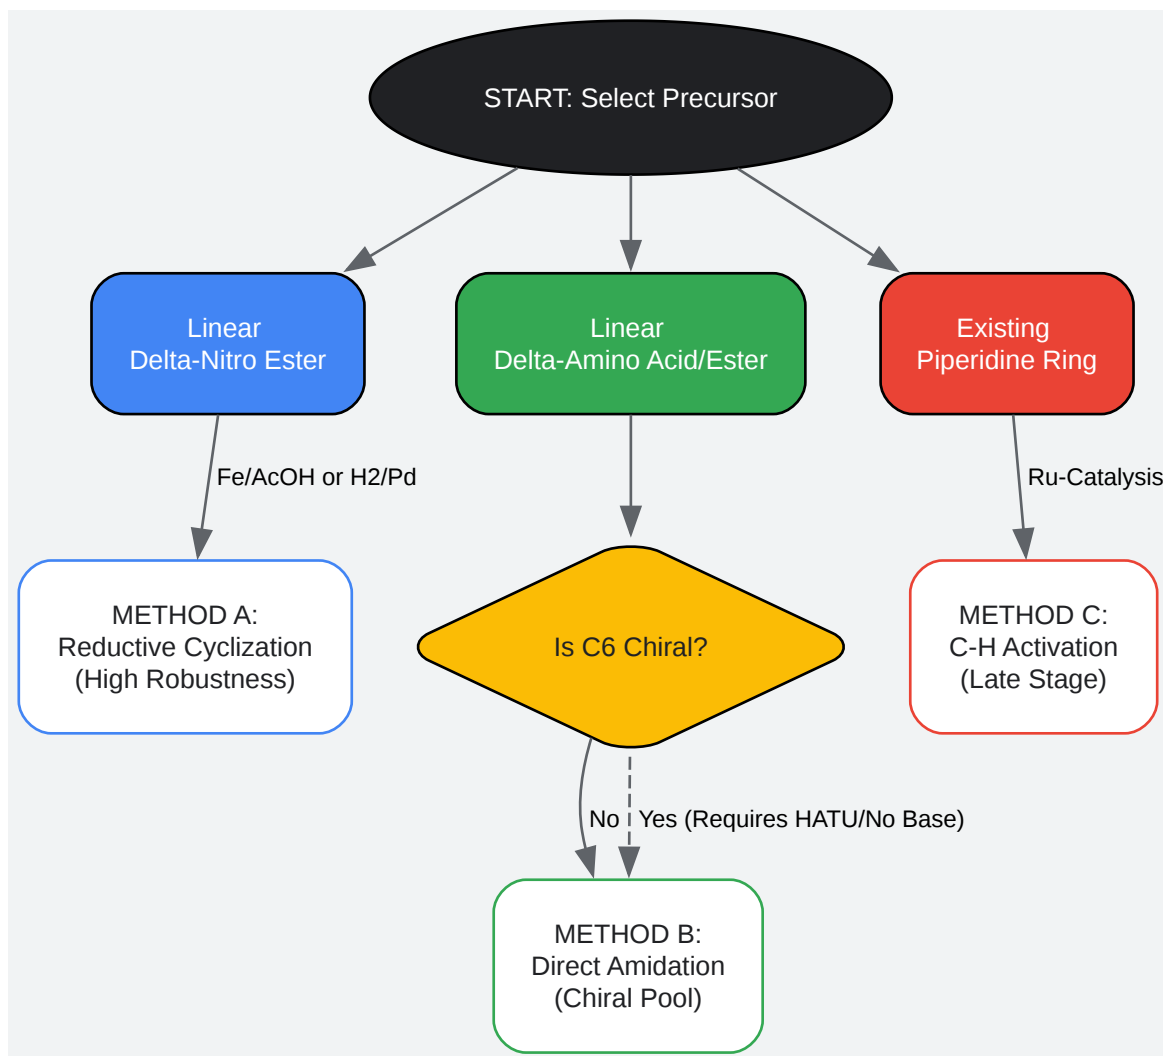 START: Select Precursor
Linear
Delta-Nitro Ester
Linear
Delta-Amino Acid/Ester
Existing
Piperidine Ring
Fe/AcOH or H2/Pd
Ru-Catalysis
METHOD A:
Reductive Cyclization
(High Robustness)
Is C6 Chiral?
METHOD C:
C-H Activation
(Late Stage)
No
Yes (Requires HATU/No Base)
METHOD B:
Direct Amidation
(Chiral Pool)